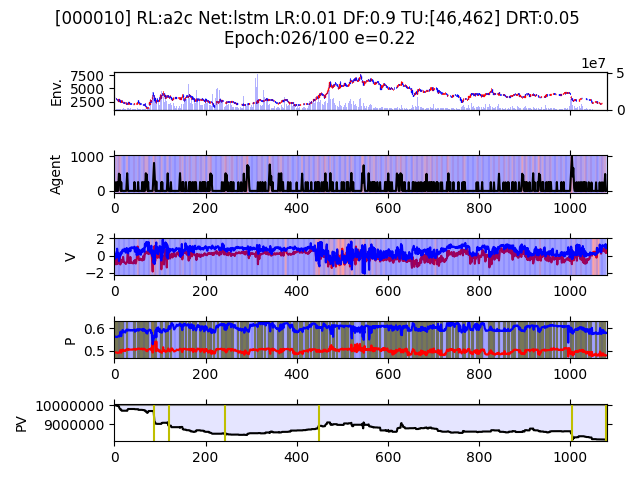 [000010] RL:a2c Net:lstm LR:0.01 DF:0.9 TU:[46,462] DRT:0.05
Epoch:026/100 e=0.22
1e7
Env.
7500
5000
2500
5
0
Agent
1000
0
0 200 400 600 800 1000
V
2
0
−2
0 200 400 600 800 1000
P
0.6
0.5
0 200 400 600 800 1000
PV
10000000
9000000
0 200 400 600 800 1000